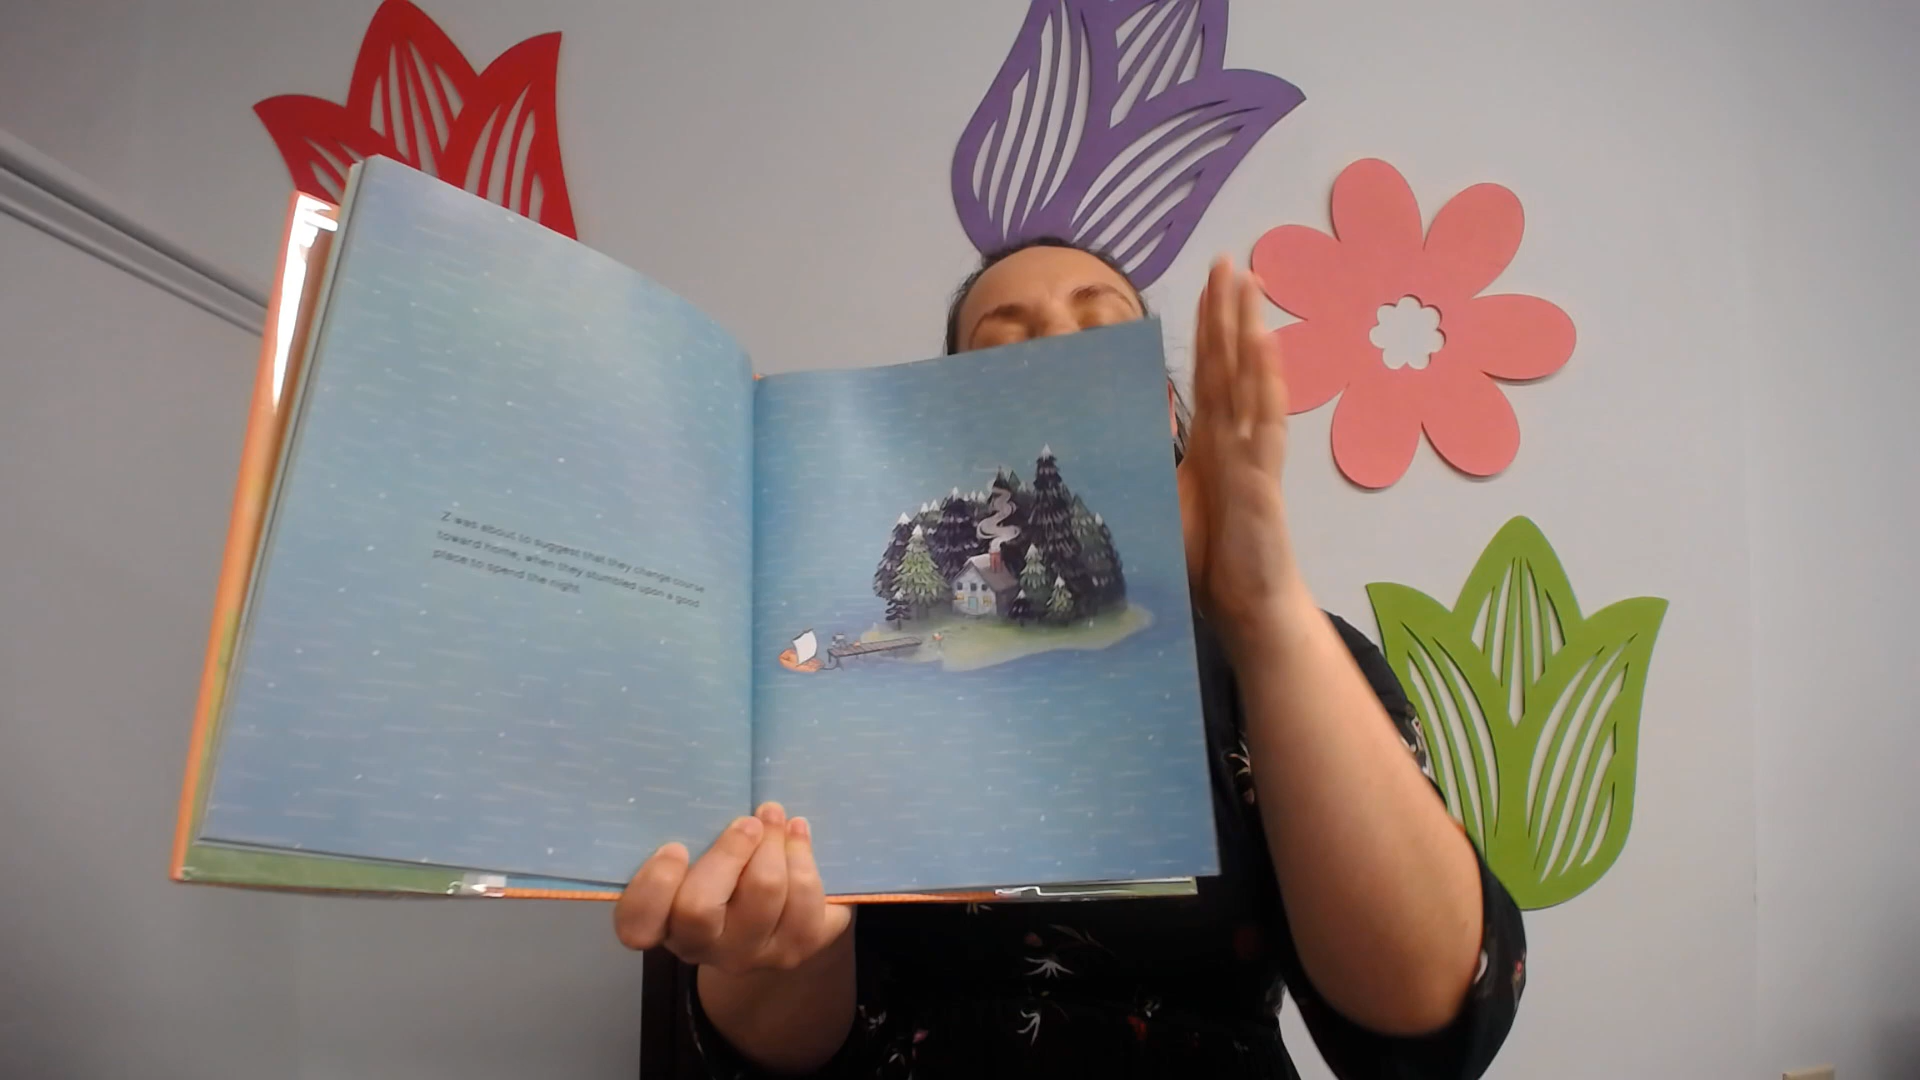 Z was about to suggest that they change course
toward home, when they stumbled upon a good
place to spend the night.